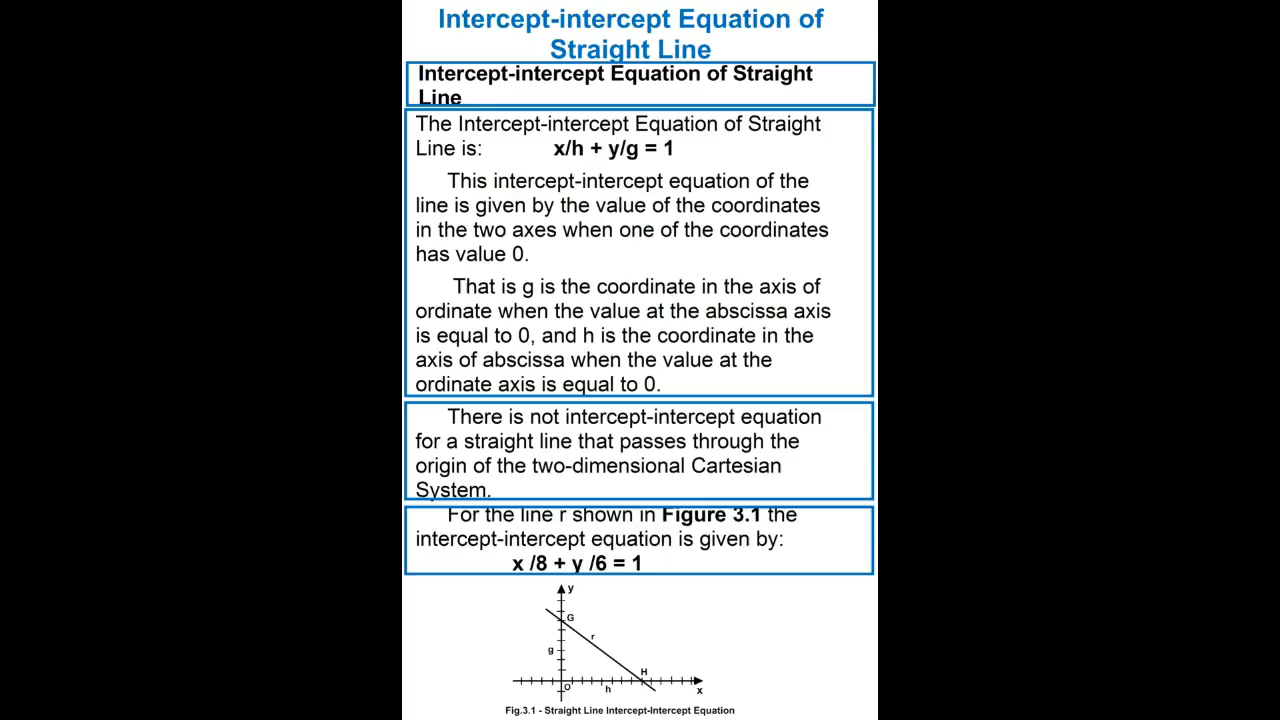 Intercept-intercept Equation of
Straight Line
Intercept-intercept Equation of Straight
Line
The Intercept-intercept Equation of Straight
Line is: x/h + y/g = 1
This intercept-intercept equation of the
line is given by the value of the coordinates
in the two axes when one of the coordinates
has value 0.
That is g is the coordinate in the axis of
ordinate when the value at the abscissa axis
is equal to 0, and h is the coordinate in the
axis of abscissa when the value at the
ordinate axis is equal to 0.
There is not intercept-intercept equation
for a straight line that passes through the
origin of the two-dimensional Cartesian
System.
For the line r shown in Figure 3.1 the
intercept-intercept equation is given by:
x /8 + y /6 = 1
y
G
r
g
H
O
h
x
Fig.3.1 - Straight Line Intercept-Intercept Equation